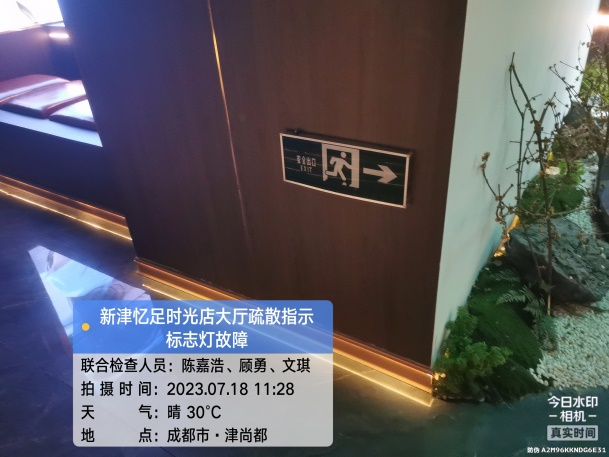 安全出口
EXIT
新津忆足时光店大厅疏散指示
标志灯故障
联合检查人员：陈嘉浩、顾勇、文琪
拍摄时间：2023.07.18 11:28
天气：晴 30℃
地点：成都市·津尚都
今日水印
-相机-
真实时间
防伪 A2M96KKNDG6E31